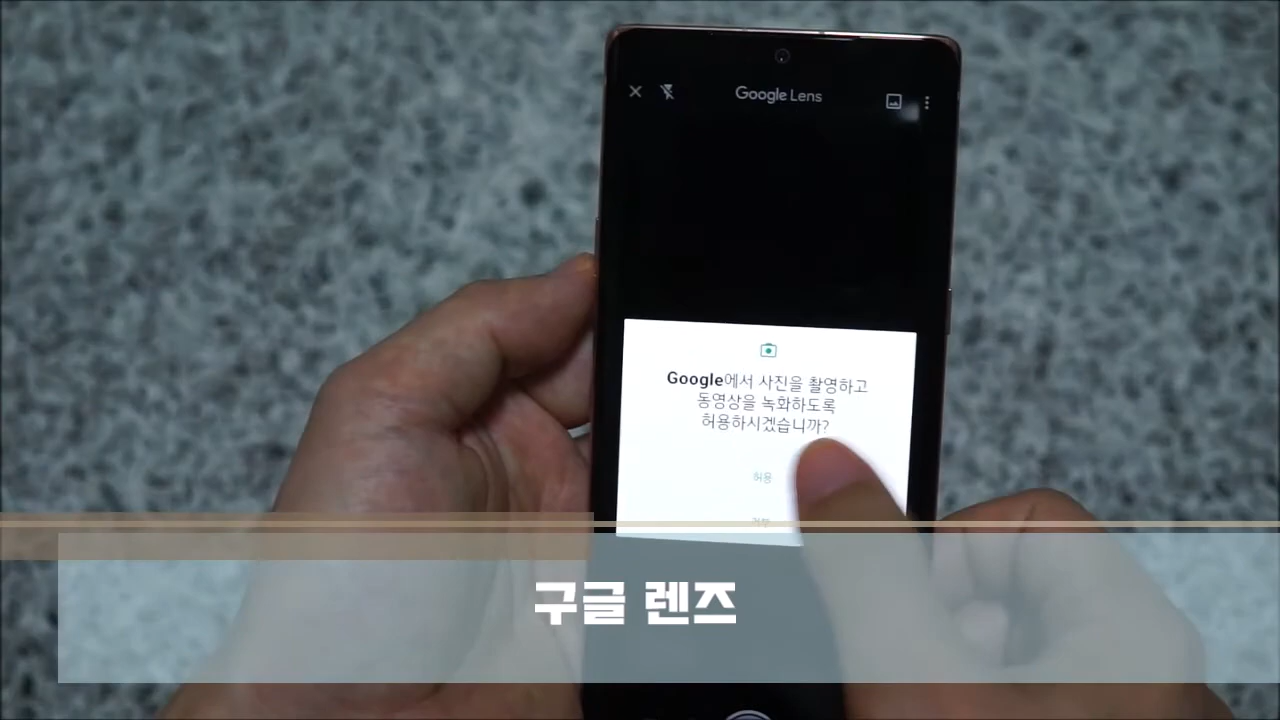 Google Lens
Google에서 사진을 촬영하고
동영상을 녹화하도록
허용하시겠습니까?
허용
구글 렌즈